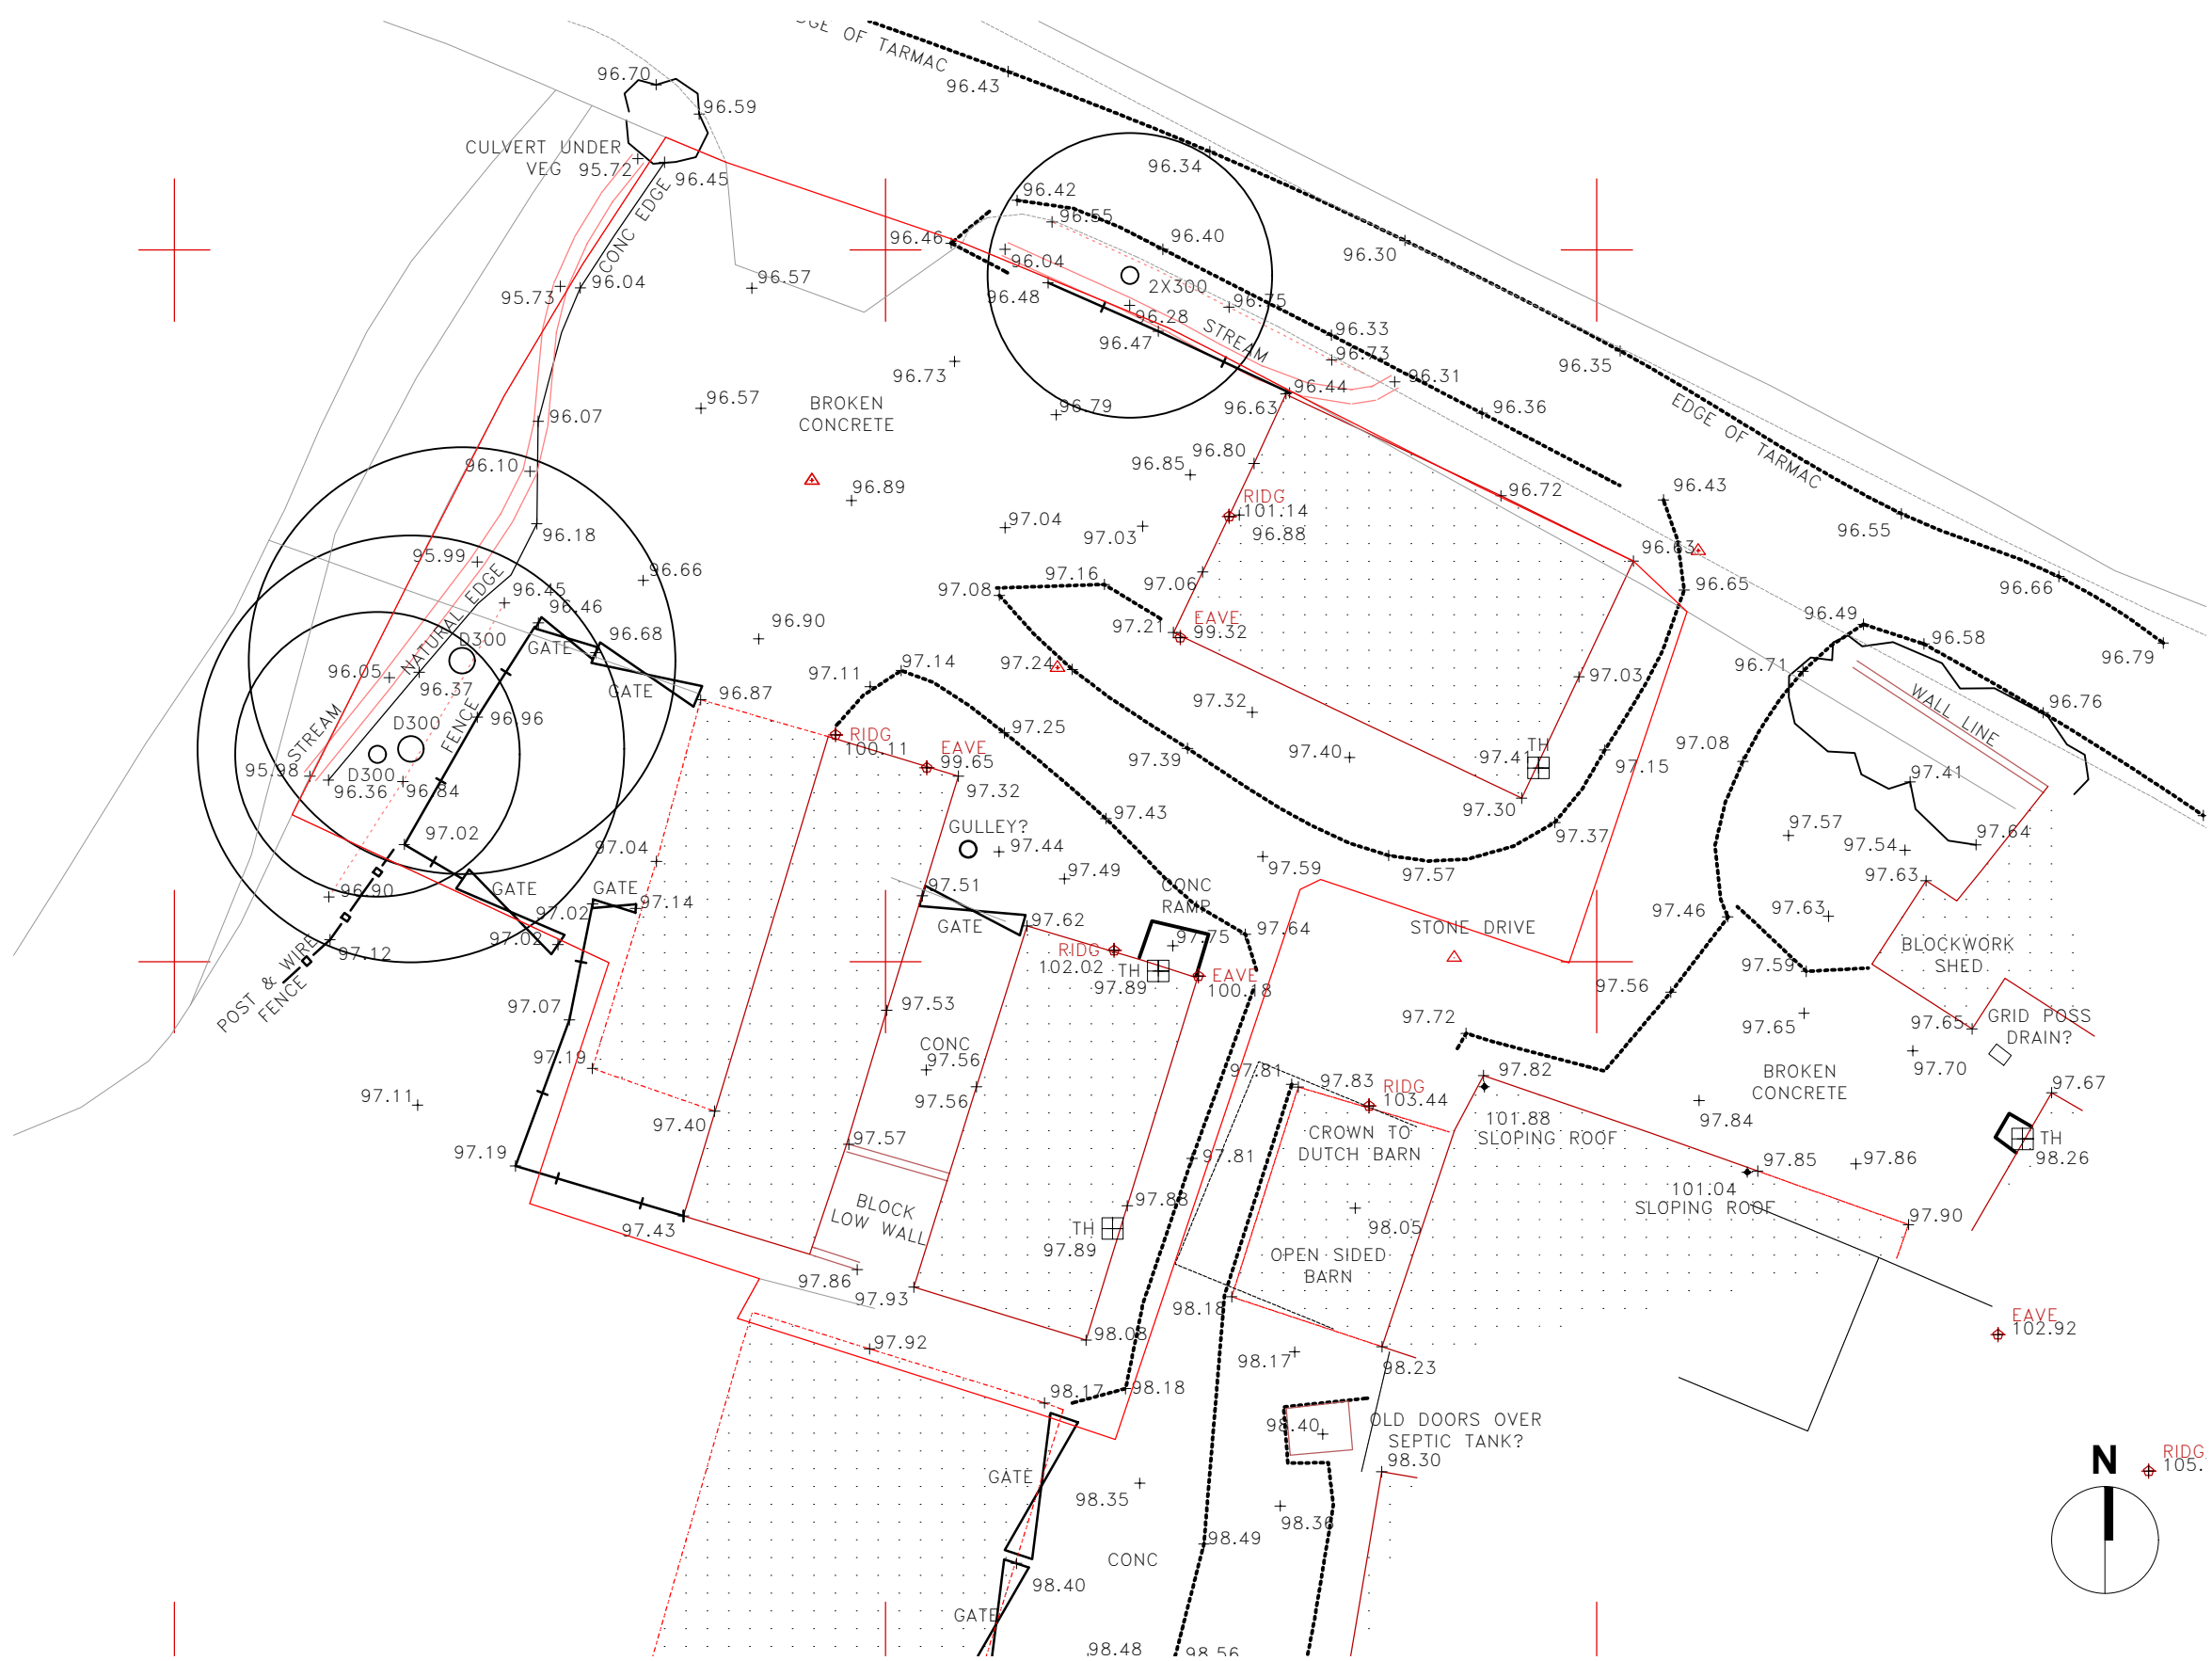 OF TARMAC
96.70
96.43
96.59
CULVERT UNDER
VEG 95.72
96.45
CONC EDGE
96.34
96.42
96.55
96.46
96.40
96.30
96.04
96.57
96.04
95.73
96.48
2X300
96.75
96.28
STREAM
96.33
96.47
96.73
96.35
96.73
96.31
96.44
96.57
96.79
96.63
96.36
BROKEN
CONCRETE
EDGE OF TARMAC
96.07
96.10
96.85
96.80
96.89
RIDG
101.14
96.72
96.43
96.18
97.04
97.03
96.88
96.55
95.99
96.63
96.66
97.16
97.06
96.65
96.66
97.08
96.45
96.46
NATURAL EDGE
96.90
EAVE
99.32
97.21
96.49
96.58
96.68
D300
GATE
96.79
97.24
97.14
97.11
96.71
96.05
96.37
GATE
96.87
97.03
96.76
97.32
WALL LINE
STREAM
D300
FENCE
96.96
97.25
RIDG
100.11
EAVE
99.65
97.39
97.40
TH
97.41
97.08
97.15
95.98
D300
96.36
96.84
97.32
97.41
97.30
97.43
97.02
GULLEY?
97.44
97.37
97.57
97.64
97.54
97.04
97.49
97.59
97.57
97.63
96.90
GATE
GATE
97.51
CONC
RAMP
97.02
97.14
97.62
GATE
97.64
STONE DRIVE
97.46
97.63
97.02
97.75
97.12
RIDG
102.02
TH
97.89
EAVE
100.18
BLOCKWORK
SHED
97.59
POST & WIRE
FENCE
97.56
97.07
97.53
97.72
97.65
97.65
GRID POSS
DRAIN?
97.19
CONC
97.56
97.70
97.81
97.83
RIDG
103.44
97.82
BROKEN
CONCRETE
97.67
97.11
97.56
97.40
101.88
SLOPING ROOF
97.84
CROWN TO
DUTCH BARN
TH
98.26
97.19
97.57
97.81
97.85
97.86
101.04
SLOPING ROOF
BLOCK
LOW WALL
97.88
TH
97.89
98.05
97.90
97.43
OPEN SIDED
BARN
97.86
97.93
98.18
EAVE
102.92
97.92
98.08
98.17
98.23
98.17
98.18
98.40
OLD DOORS OVER
SEPTIC TANK?
98.30
N
RIDG
105.
GATE
98.35
98.36
98.49
CONC
98.40
GATE
98.48
98.56